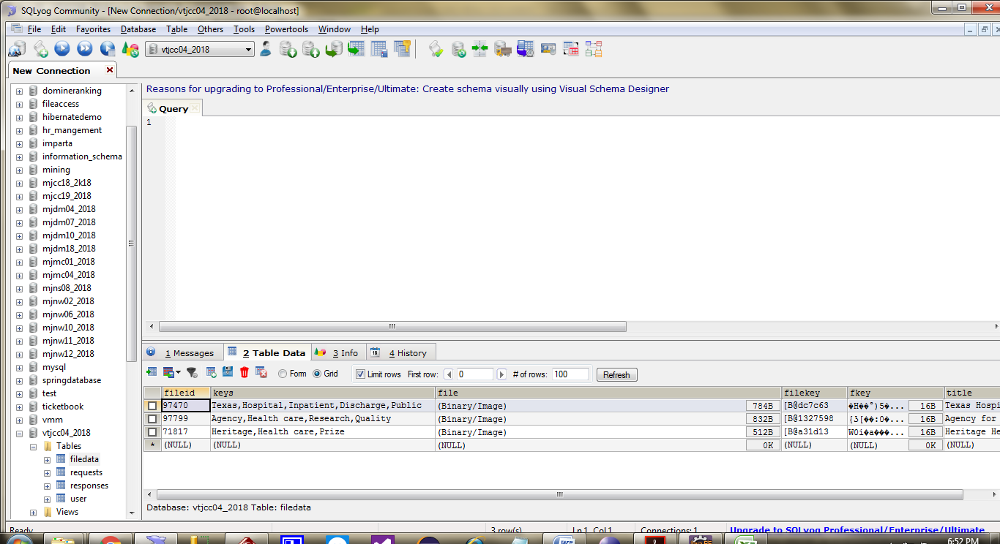 SQLyog Community - [New Connection/vtjcc04_2018 - root@localhost]
File Edit Favorites Database Table Others Tools Powertools Window Help
vtjcc04_2018
New Connection
Reasons for upgrading to Professional/Enterprise/Ultimate: Create schema visually using Visual Schema Designer
Query
1
domineranking
fileaccess
hibernatedemo
hr_mangement
imparta
information_schema
mining
mjcc18_2k18
mjcc19_2018
mjdm04_2018
mjdm07_2018
mjdm10_2018
mjdm18_2018
mjmc01_2018
mjmc04_2018
mjns08_2018
mjnw02_2018
mjnw06_2018
mjnw10_2018
mjnw11_2018
mjnw12_2018
mysql
springdatabase
test
ticketbook
vmm
vtjcc04_2018
Tables
filedata
requests
responses
user
Views
1 Messages 2 Table Data 3 Info 18 4 History
Form Grid Limit rows First row: 0 # of rows: 100 Refresh
fileid keys file filekey fkey title
97470 Texas,Hospital,Inpatient,Discharge,Public (Binary/Image) 784B [B@dc7c63 �H��°)5�... 16B Texas Hospi
97799 Agency,Health care,Research,Quality (Binary/Image) 832B [B@1327598 16B Agency for
71817 Heritage,Health care,Prize (Binary/Image) 512B [B@a31d13 W0i�a���... 16B Heritage He
* (NULL) (NULL) (NULL) 0K (NULL) (NULL) 0K (NULL)
Database: vtjcc04_2018 Table: filedata
Ready 3 row(s) Ln 1, Col 1 Connections: 1 Upgrade to SQLyog Professional/Enterprise/Ultimate
6:52 PM